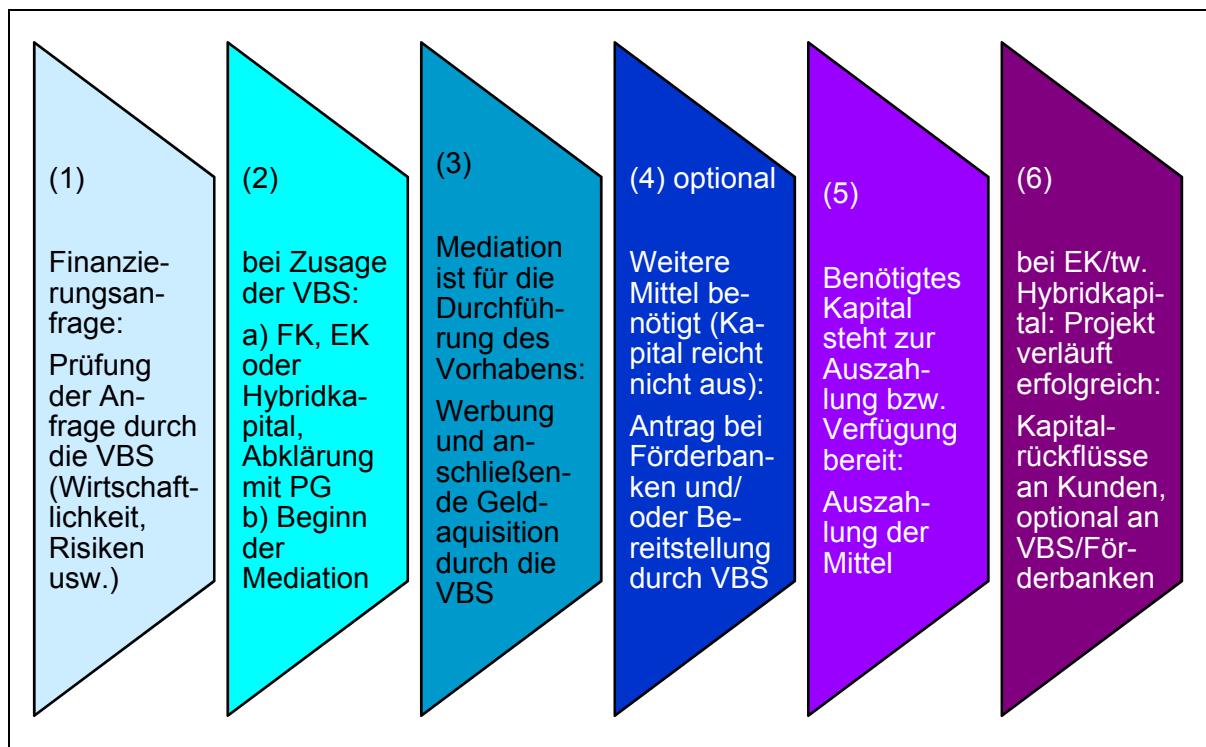 (1)
Finanzie-
rungsan-
frage:
Prüfung
der An-
frage durch
die VBS
(Wirtschaft-
lichkeit,
Risiken
usw.)
(2)
bei Zusage
der VBS:
a) FK, EK
oder
Hybridka-
pital,
Abklärung
mit PG
b) Beginn
der
Mediation
(3)
Mediation
ist für die
Durchfüh-
rung des
Vorhabens:
Werbung
und an-
schließen-
de Geld-
aquisition
durch die
VBS
(4) optional
Weitere
Mittel be-
nötigt (Ka-
pital reicht
nicht aus):
Antrag bei
Förderban-
ken und/
oder Be-
reitstellung
durch VBS
(5)
Benötigtes
Kapital
steht zur
Auszah-
lung bzw.
Verfügung
bereit:
Auszah-
lung der
Mittel
(6)
bei EK/tw.
Hybridkapi-
tal: Projekt
verläuft
erfolgreich:
Kapital-
rückflüsse
an Kunden,
optional an
VBS/För-
derbanken